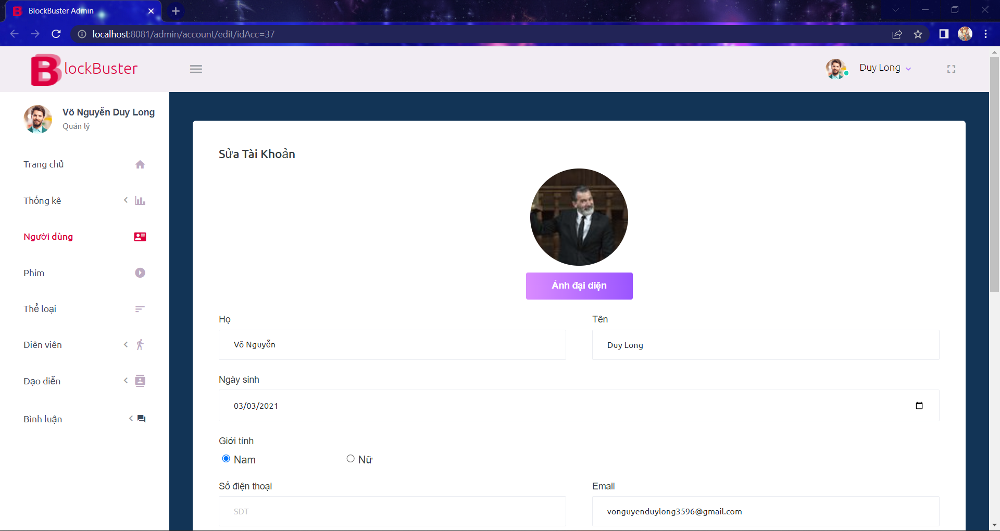 BlockBuster Admin
localhost:8081/admin/account/edit/idAcc=37
BlockBuster
Duy Long
Võ Nguyễn Duy Long
Quản lý
Trang chủ
Thống kê
Người dùng
Phim
Thể loại
Diên viên
Đạo diễn
Bình luận
Sửa Tài Khoản
Ảnh đại diện
Họ
Tên
Võ Nguyễn
Duy Long
Ngày sinh
03/03/2021
Giới tính
Nam
Nữ
Số điện thoại
Email
SDT
vonguyenduylong3596@gmail.com